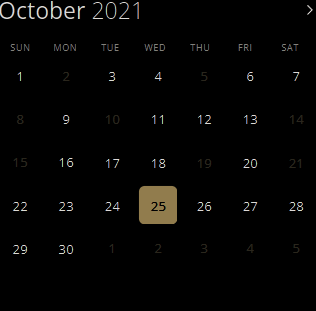 October 2021
SUN MON TUE WED THU FRI SAT
1 2 3 4 5 6 7
8 9 10 11 12 13 14
15 16 17 18 19 20 21
22 23 24 25 26 27 28
29 30 1 2 3 4 5